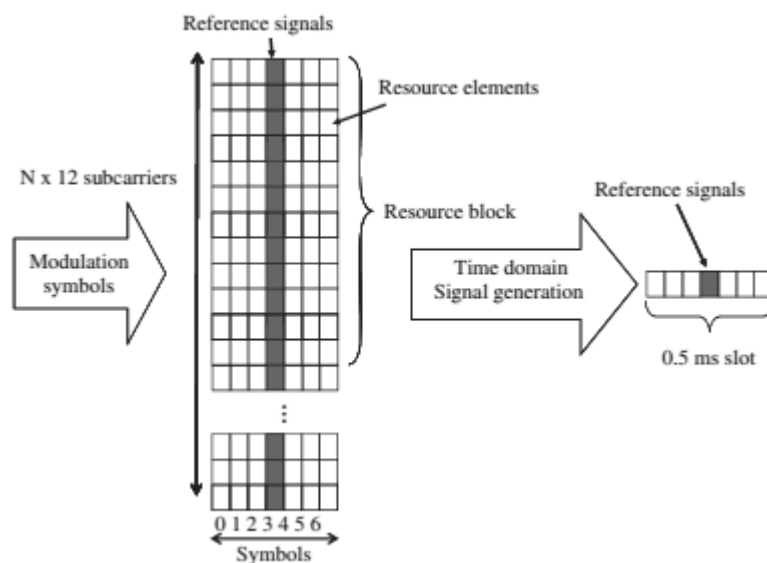 Reference signals
Resource elements
N x 12 subcarriers
Reference signals
Resource block
Modulation
symbols
Time domain
Signal generation
0.5 ms slot
...
0 1 2 3 4 5 6
Symbols